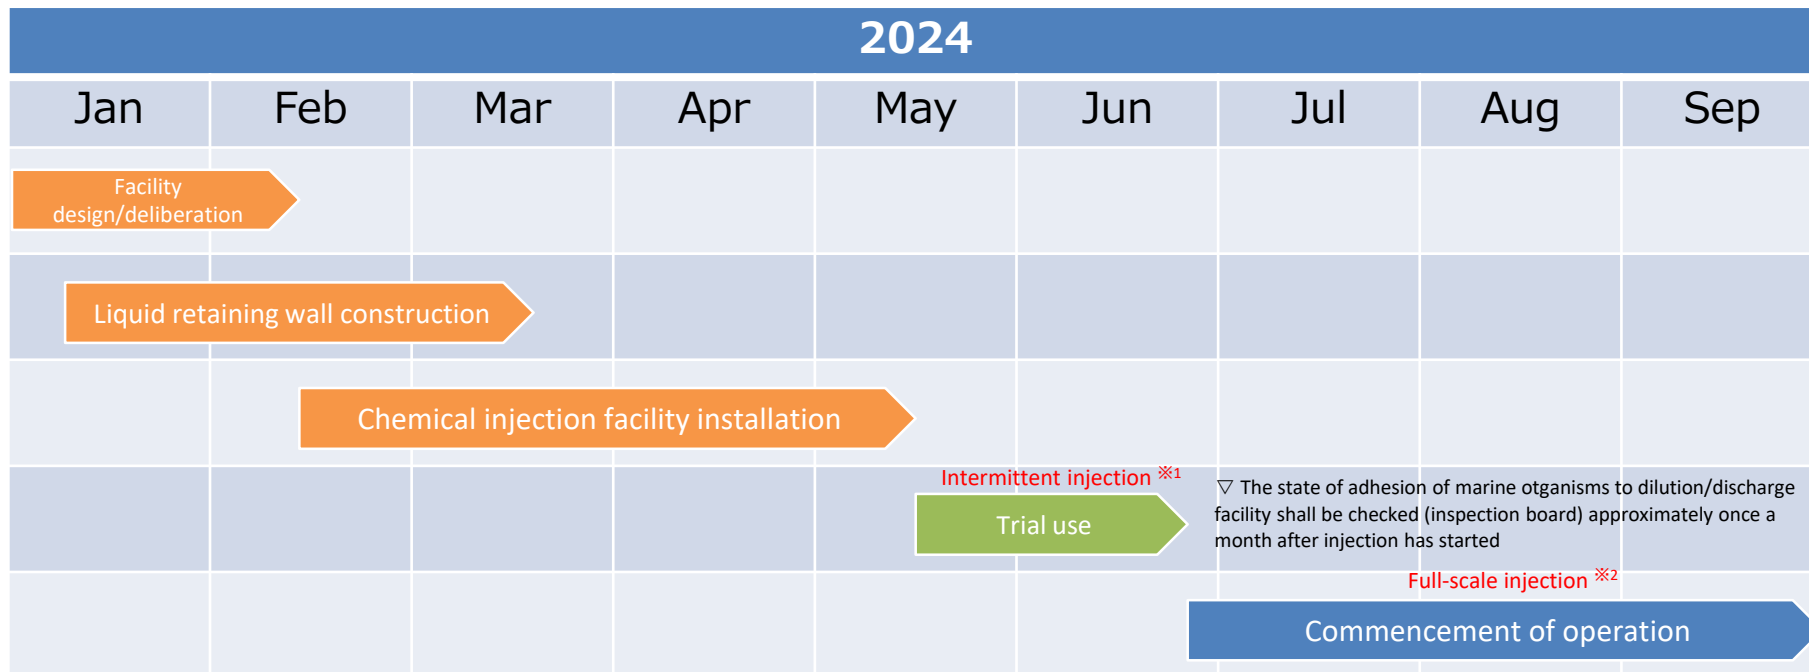 2024
Jan Feb Mar Apr May Jun Jul Aug Sep
Facility
design/deliberation
Liquid retaining wall construction
Chemical injection facility installation
Intermittent injection ※1
Trial use
▽ The state of adhesion of marine otganisms to dilution/discharge
facility shall be checked (inspection board) approximately once a
month after injection has started
Full-scale injection ※2
Commencement of operation